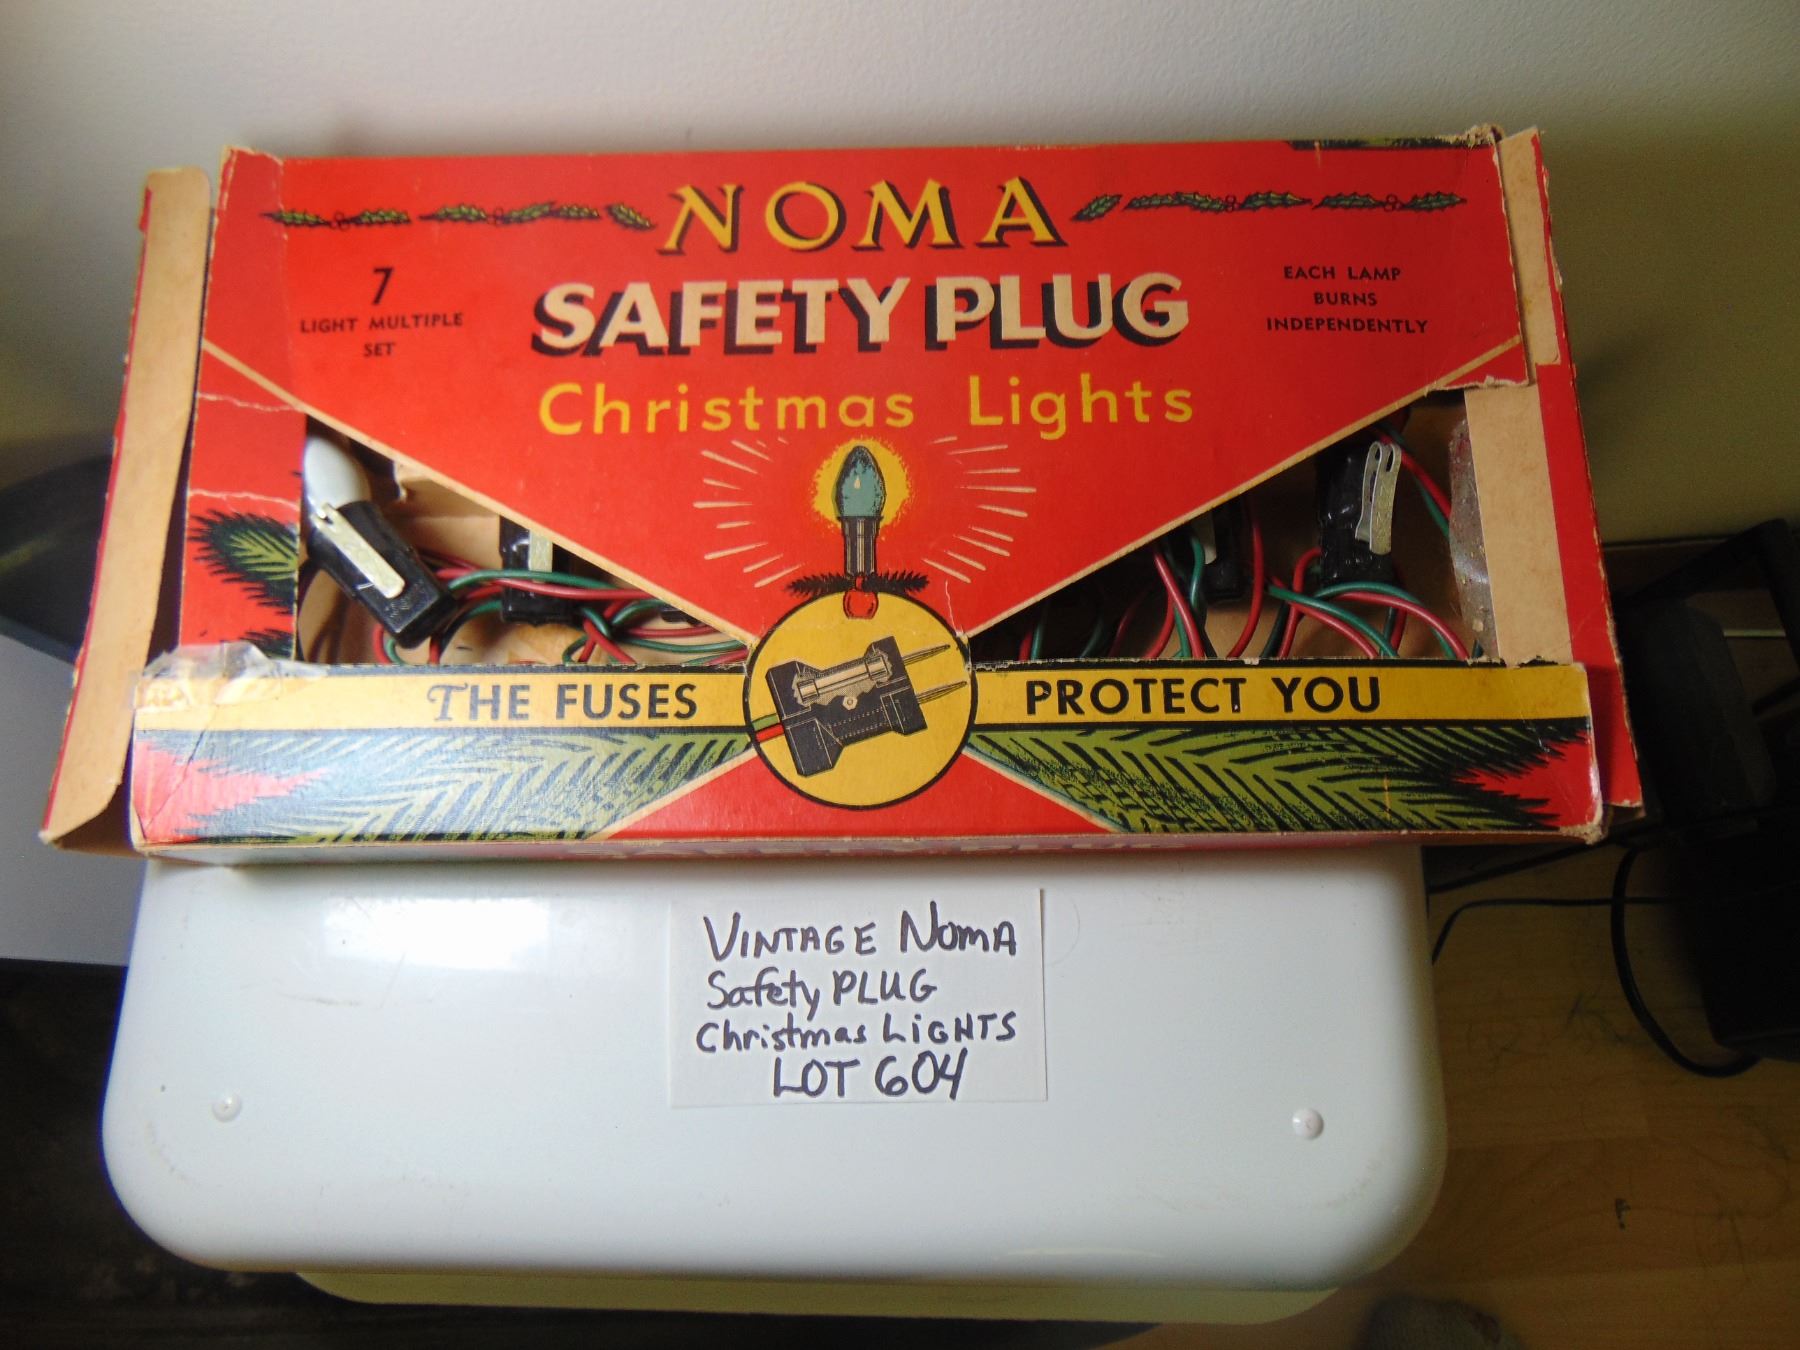 NOMA
SAFETY PLUG
Christmas Lights
7
LIGHT MULTIPLE
SET
EACH LAMP
BURNS
INDEPENDENTLY
THE FUSES PROTECT YOU
VINTAGE NOMA
Safety PLUG
Christmas LiGHTS
LOT 604